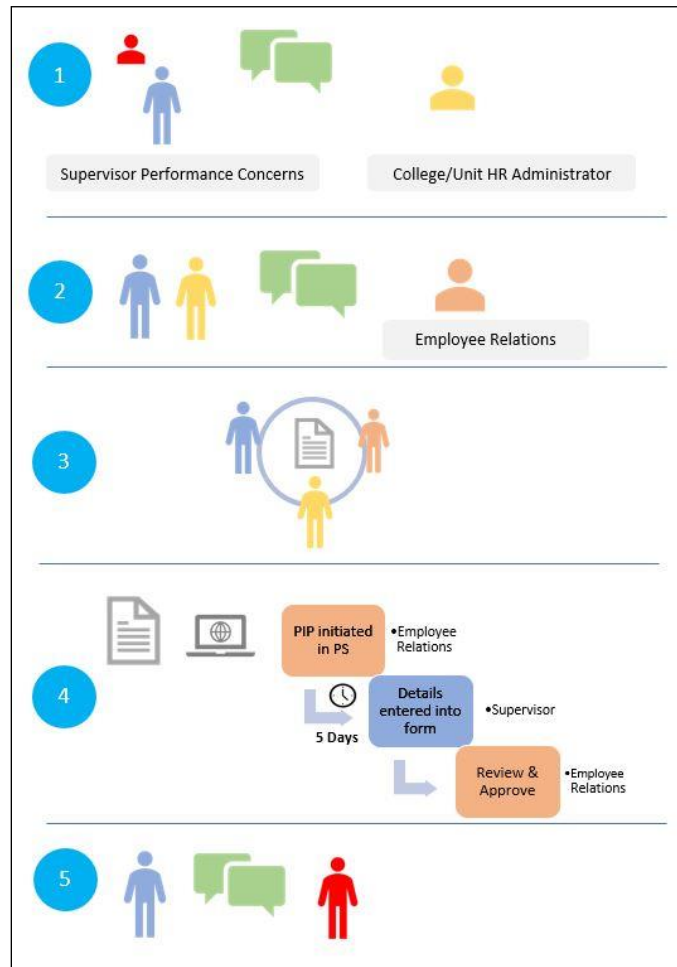 1
Supervisor Performance Concerns
College/Unit HR Administrator
2
Employee Relations
3
4
PIP initiated
in PS
•Employee
Relations
5 Days
Details
entered into
form
•Supervisor
Review &
Approve
•Employee
Relations
5